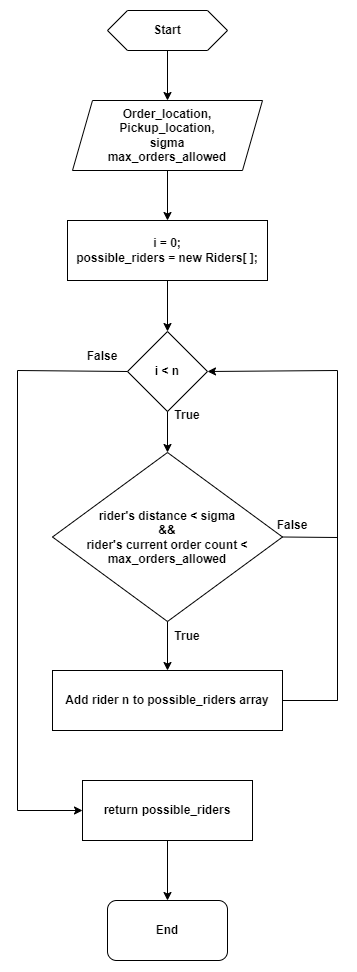 Start
Order_location,
Pickup_location,
sigma
max_orders_allowed
i = 0;
possible_riders = new Riders[ ];
False
i < n
True
rider's distance < sigma
&&
rider's current order count <
max_orders_allowed
False
True
Add rider n to possible_riders array
return possible_riders
End